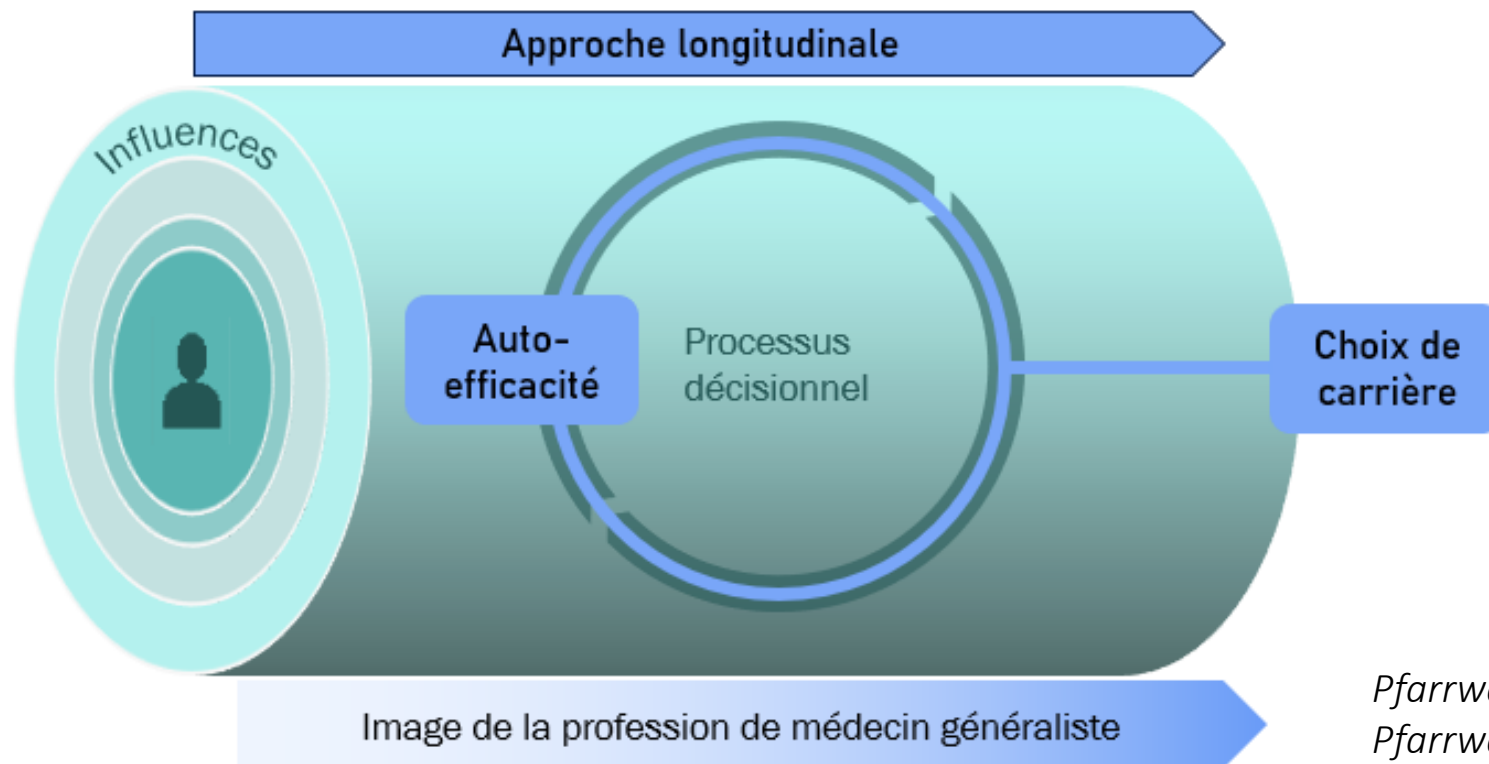 Approche longitudinale
Influences
Auto-
efficacité
Processus
décisionnel
Choix de
carrière
Image de la profession de médecin généraliste